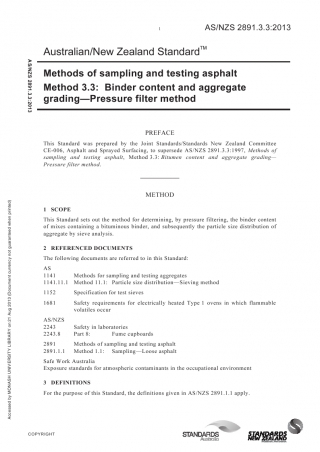 1
AS/NZS 2891.3.3:2013
Australian/New Zealand Standard™
Methods of sampling and testing asphalt
Method 3.3: Binder content and aggregate
grading—Pressure filter method
PREFACE
This Standard was prepared by the Joint Standards/Standards New Zealand Committee
CE-006, Asphalt and Sprayed Surfacing, to supersede AS/NZS 2891.3.3:1997, Methods of
sampling and testing asphalt, Method 3.3: Bitumen content and aggregate grading—
Pressure filter method.
METHOD
1 SCOPE
This Standard sets out the method for determining, by pressure filtering, the binder content
of mixes containing a bituminous binder, and subsequently the particle size distribution of
aggregate by sieve analysis.
2 REFERENCED DOCUMENTS
The following documents are referred to in this Standard:
AS
1141 Methods for sampling and testing aggregates
1141.11.1 Method 11.1: Particle size distribution—Sieving method
1152 Specification for test sieves
1681 Safety requirements for electrically heated Type 1 ovens in which flammable
volatiles occur
AS/NZS
2243 Safety in laboratories
2243.8 Part 8: Fume cupboards
2891 Methods of sampling and testing asphalt
2891.1.1 Method 1.1: Sampling—Loose asphalt
Safe Work Australia
Exposure standards for atmospheric contaminants in the occupational environment
3 DEFINITIONS
For the purpose of this Standard, the definitions given in AS/NZS 2891.1.1 apply.
AS/NZS 2891.3.3:2013
Accessed by MONASH UNIVERSITY LIBRARY on 21 Aug 2013 (Document currency not guaranteed when printed)
COPYRIGHT
STANDARDS
Australia
STANDARDS
NEW ZEALAND